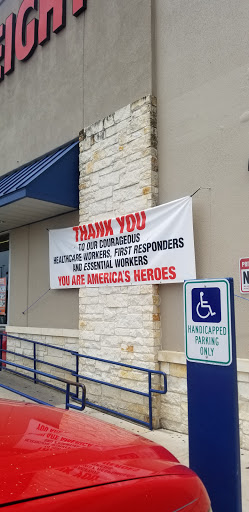 EIGHT
THANK YOU
TO OUR COURAGEOUS
HEALTHCARE WORKERS, FIRST RESPONDERS
AND ESSENTIAL WORKERS
YOU ARE AMERICA'S HEROES
HANDICAPPED
PARKING
ONLY